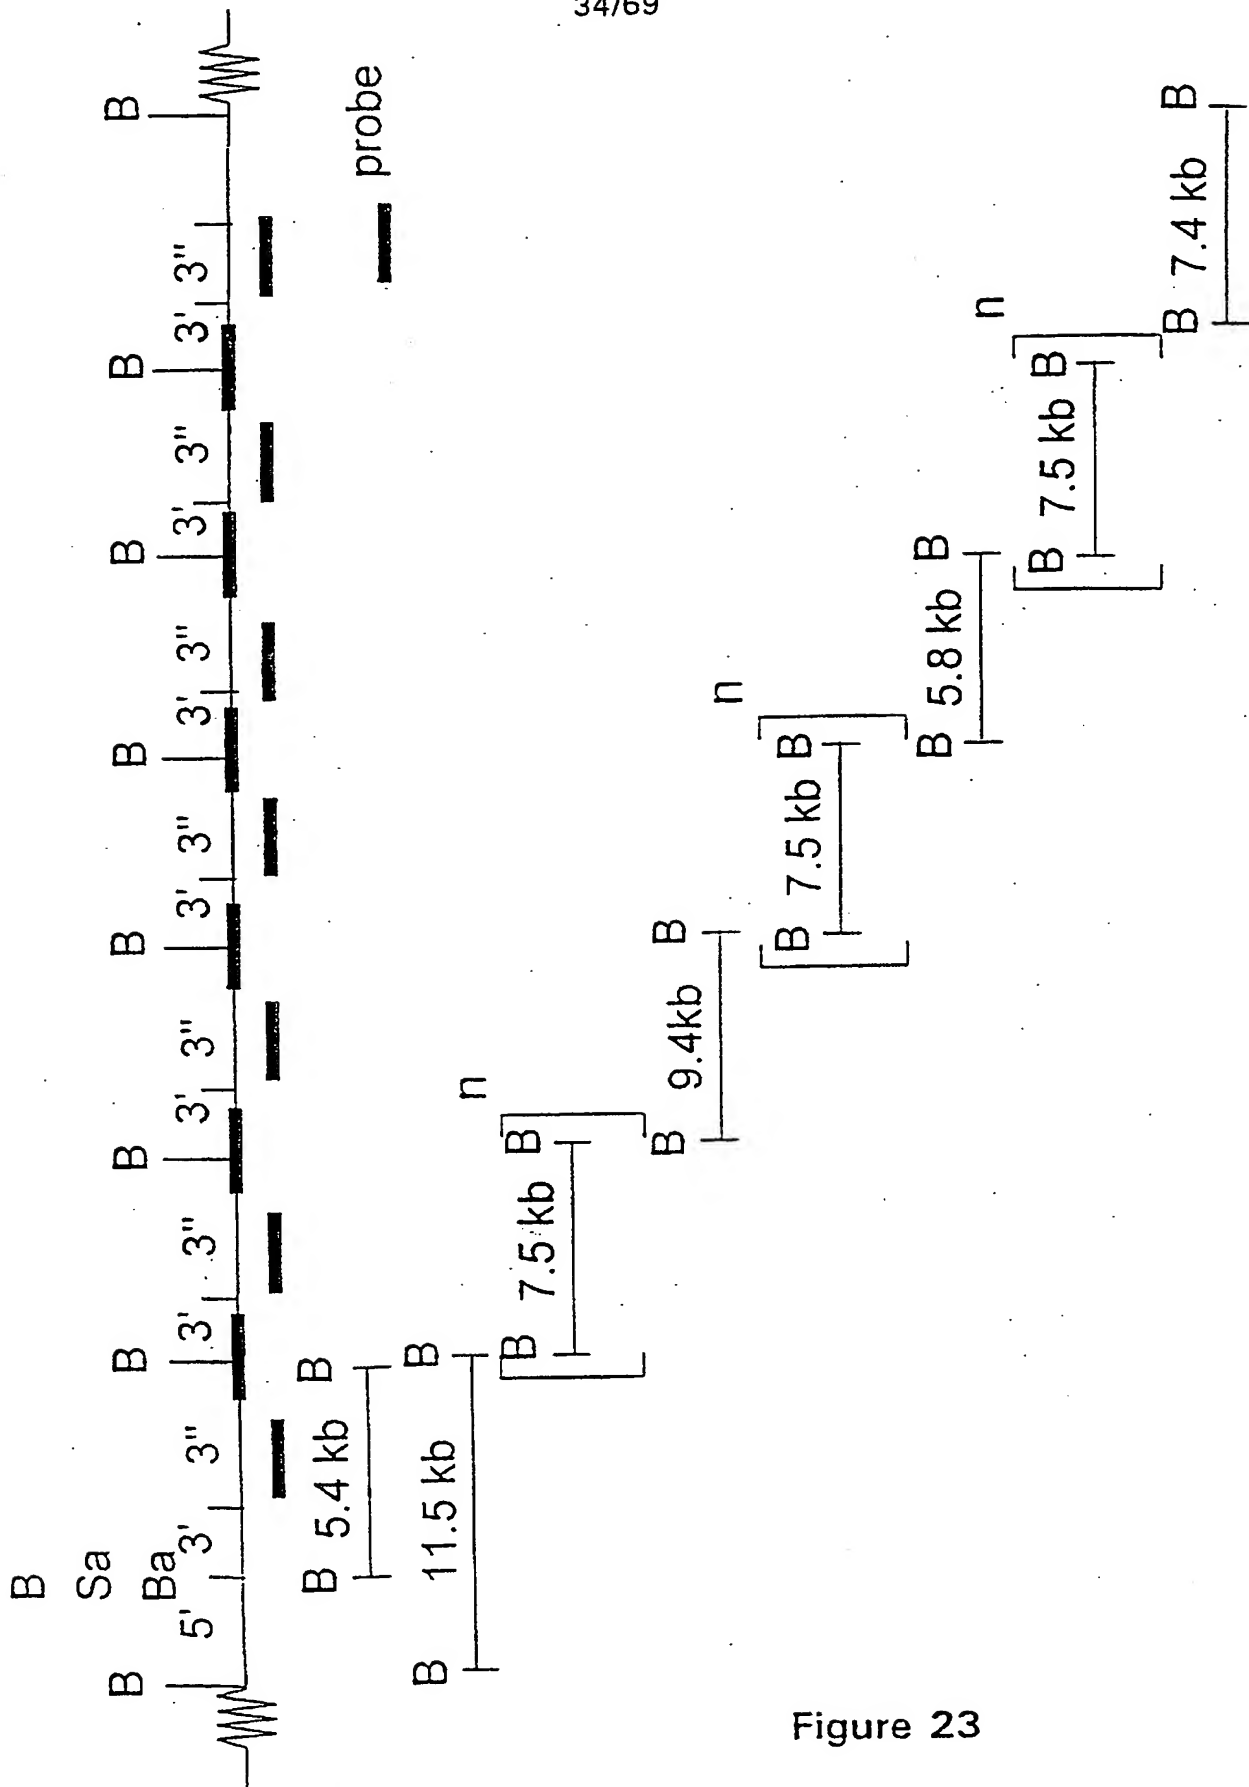 34/69
B
Sa
B B B B B B B B
Ba
5' 3' 3" 3' 3" 3' 3" 3' 3" 3' 3" 3' 3" 3' 3"
probe
B 5.4 kb B
B 11.5 kb B
n
B 7.5 kb B
B 9.4kb B
n
B 7.5 kb B
B 5.8 kb B
n
B 7.5 kb B
B 7.4 kb B
Figure 23